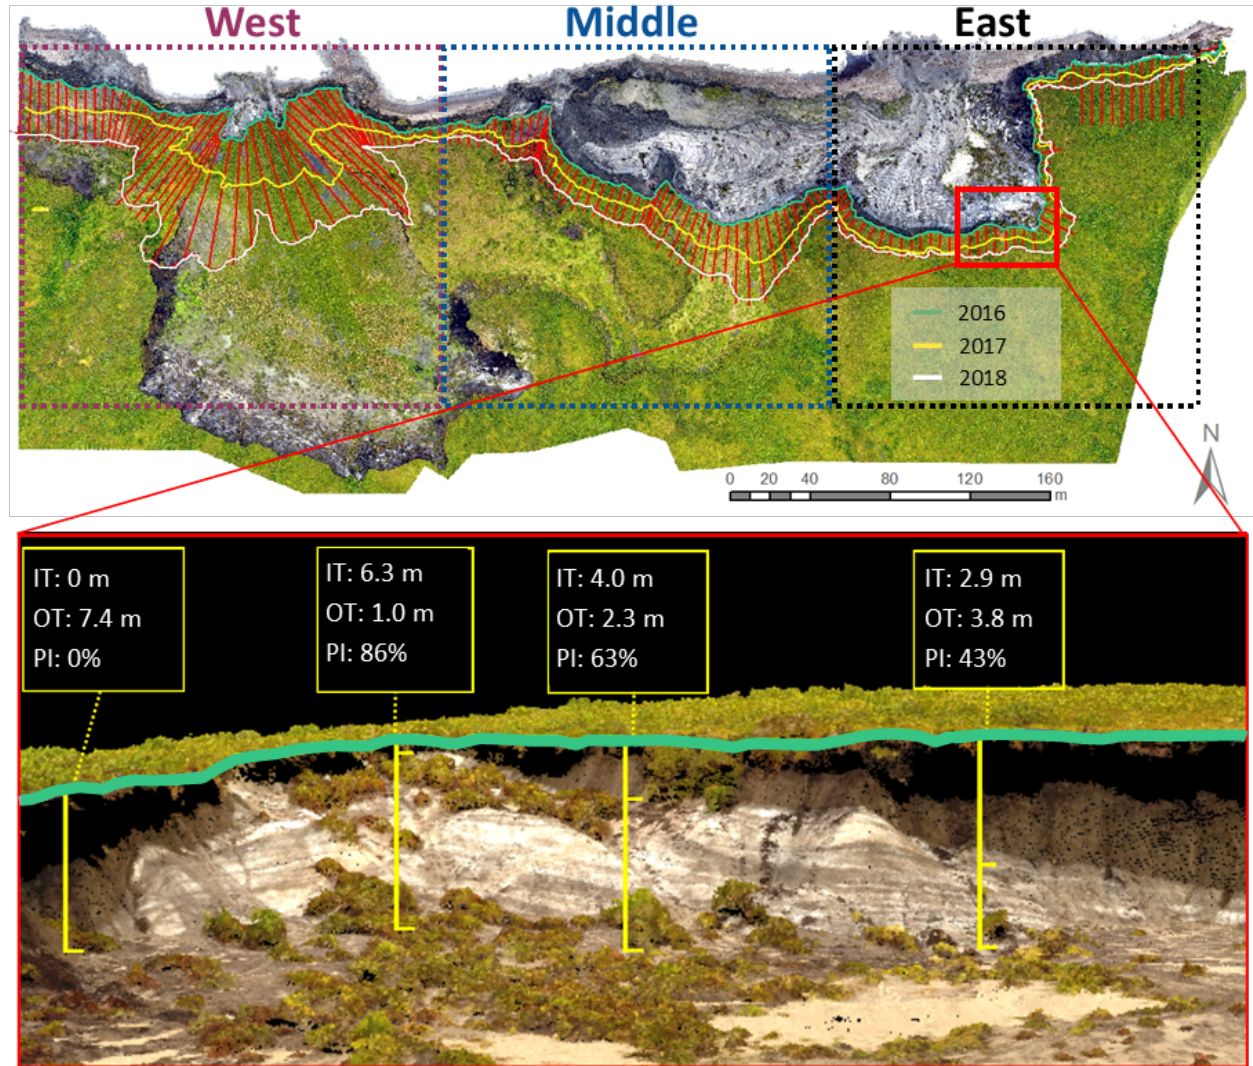 West
Middle
East
2016
2017
2018
N
0 20 40 80 120 160
m
IT: 0 m
OT: 7.4 m
PI: 0%
IT: 6.3 m
OT: 1.0 m
PI: 86%
IT: 4.0 m
OT: 2.3 m
PI: 63%
IT: 2.9 m
OT: 3.8 m
PI: 43%